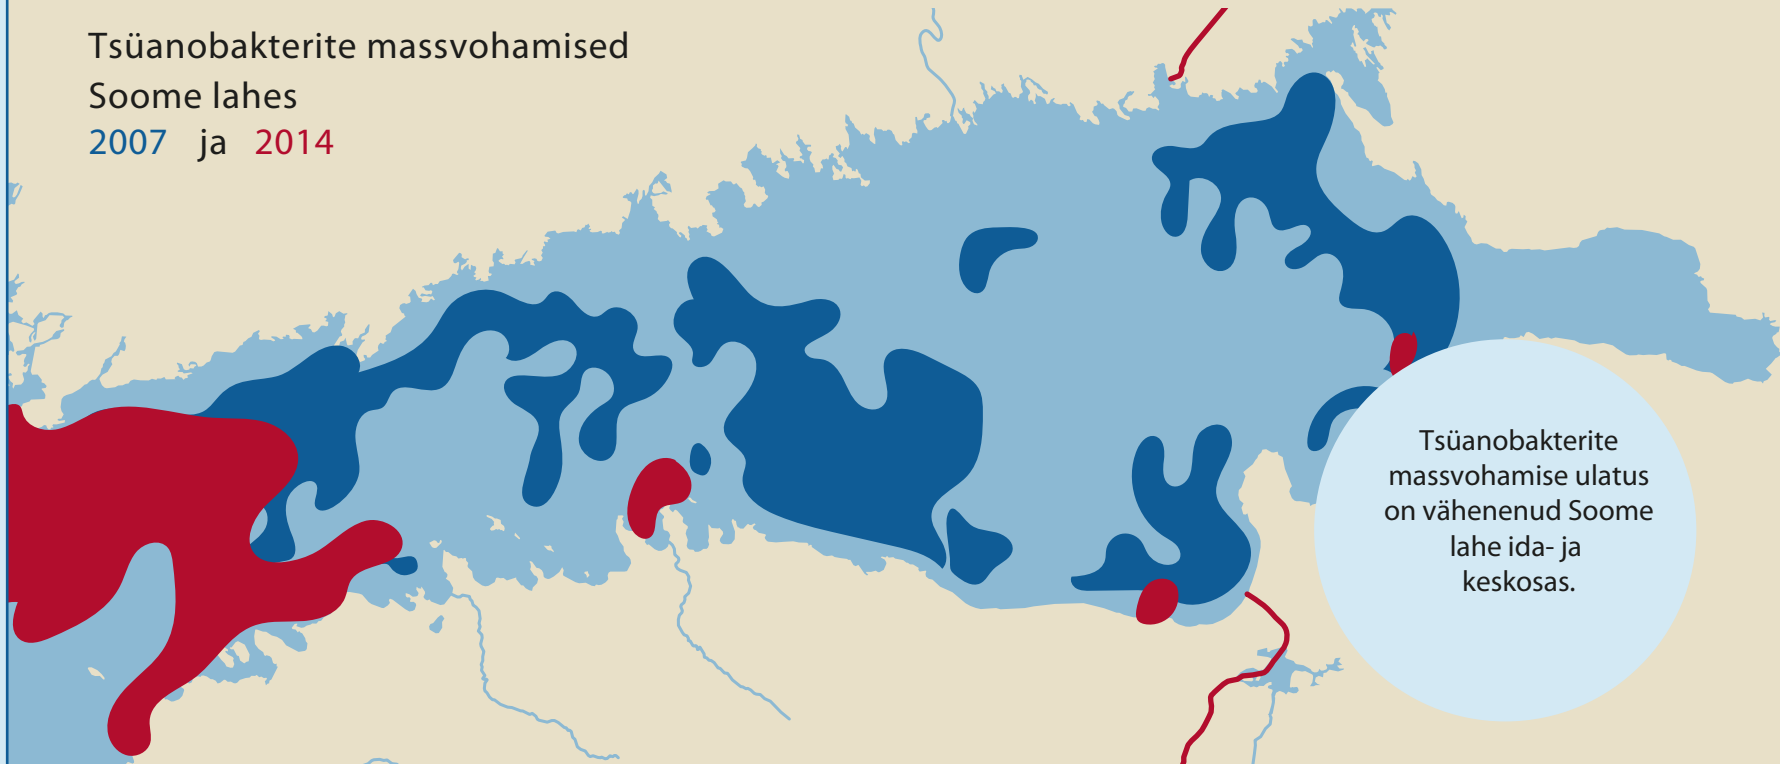 Tsüanobakterite massvohamised
Soome lahes
2007 ja 2014
Tsüanobakterite
massvohamise ulatus
on vähenenud Soome
lahe ida- ja
keskosas.